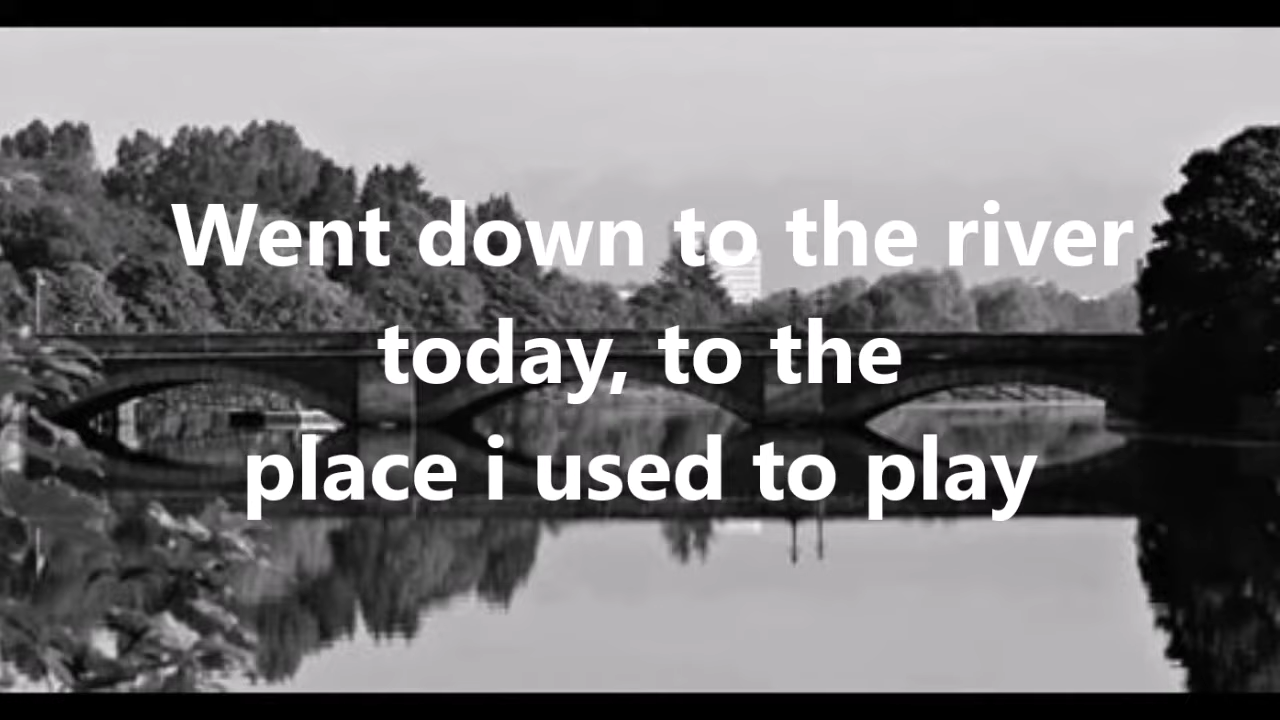 Went down to the river
today, to the
place i used to play